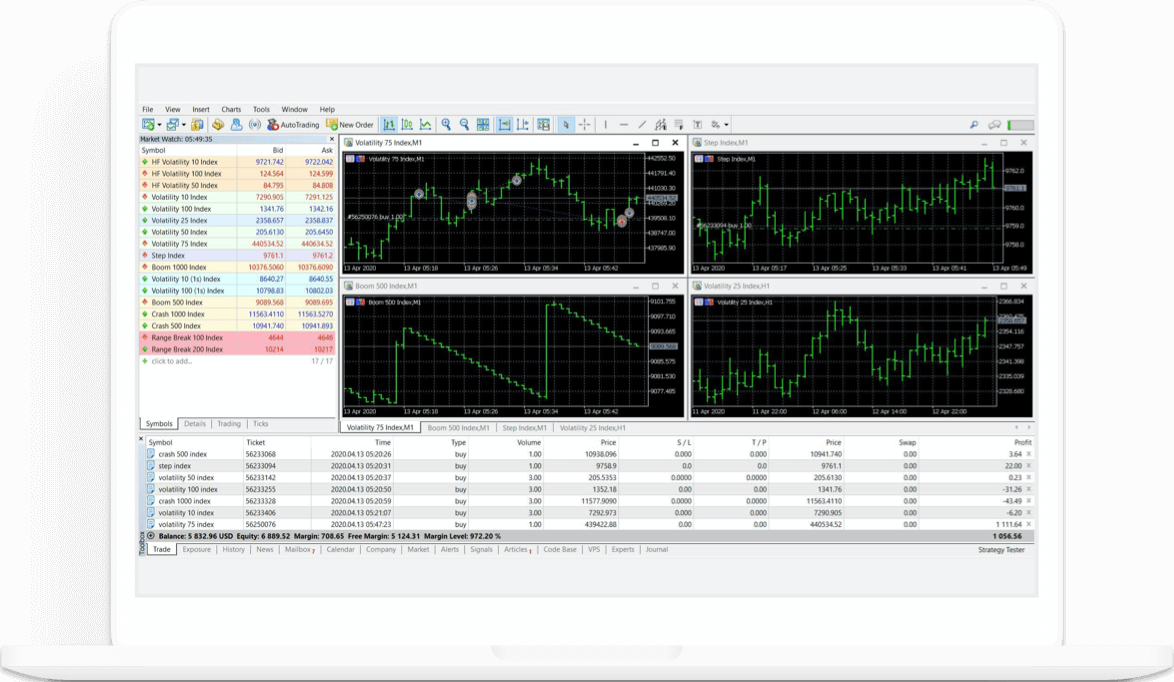 File View Insert Charts Tools Window Help
AutoTrading New Order
Market Watch: 05:49:35
Symbol Bid Ask
HF Volatility 10 Index 9721.742 9722.042
HF Volatility 100 Index 124.564 124.599
HF Volatility 50 Index 84.795 84.808
Volatility 10 Index 7290.905 7291.125
Volatility 100 Index 1341.76 1342.16
Volatility 25 Index 2358.657 2358.837
Volatility 50 Index 205.6130 205.6450
Volatility 75 Index 440534.52 440634.52
Step Index 9761.1 9761.2
Boom 1000 Index 10376.5060 10376.6090
Volatility 10 (1s) Index 8640.27 8640.55
Volatility 100 (1s) Index 10798.83 10802.03
Boom 500 Index 9089.568 9089.695
Crash 1000 Index 11563.4110 11563.5270
Crash 500 Index 10941.740 10941.893
Range Break 100 Index 4644 4646
Range Break 200 Index 10214 10217
click to add... 17 / 17
Symbols Details Trading Ticks
Volatility 75 Index,M1
Volatility 75 Index,M1
442552.50
441791.40
441030.30
439508.10
438747.00
437985.90
#56250076 buy 1.00
13 Apr 2020 13 Apr 05:18 13 Apr 05:26 13 Apr 05:34 13 Apr 05:42
Step Index,M1
Step Index,M1
9762.0
9761.1
9760.0
9759.0
9758.0
#56233094 buy 1.00
13 Apr 2020 13 Apr 05:17 13 Apr 05:25 13 Apr 05:33 13 Apr 05:41 13 Apr 05:49
Boom 500 Index,M1
Boom 500 Index,M1
9101.755
9097.710
9093.665
9089.568
9085.575
9081.530
9077.485
13 Apr 2020 13 Apr 05:18 13 Apr 05:26 13 Apr 05:34 13 Apr 05:42
Volatility 25 Index,H1
Volatility 25 Index,H1
2366.834
2354.116
2347.757
2341.398
2335.039
2328.680
11 Apr 2020 11 Apr 22:00 12 Apr 06:00 12 Apr 14:00 12 Apr 22:00
Volatility 75 Index,M1 Boom 500 Index,M1 Step Index,M1 Volatility 25 Index,H1
Symbol Ticket Time Type Volume Price S / L T / P Price Swap Profit
crash 500 index 56233068 2020.04.13 05:20:26 buy 1.00 10938.096 0.000 0.000 10941.740 0.00 3.64
step index 56233094 2020.04.13 05:20:31 buy 1.00 9758.9 0.0 0.0 9761.1 0.00 22.00
volatility 50 index 56233142 2020.04.13 05:20:37 buy 3.00 205.5353 0.0000 0.0000 205.6130 0.00 0.23
volatility 100 index 56233255 2020.04.13 05:20:50 buy 3.00 1352.18 0.00 0.00 1341.76 0.00 -31.26
crash 1000 index 56233328 2020.04.13 05:20:59 buy 3.00 11577.9090 0.0000 0.0000 11563.4110 0.00 -43.49
volatility 10 index 56233406 2020.04.13 05:21:07 buy 3.00 7292.973 0.000 0.000 7290.905 0.00 -6.20
volatility 75 index 56250076 2020.04.13 05:47:23 buy 1.00 439422.88 0.00 0.00 440534.52 0.00 1 111.64
Balance: 5 832.96 USD Equity: 6 889.52 Margin: 708.65 Free Margin: 5 124.31 Margin Level: 972.20 % 1 056.56
Toolbox
Trade Exposure History News Mailbox 7 Calendar Company Market Alerts Signals Articles 1 Code Base VPS Experts Journal Strategy Tester